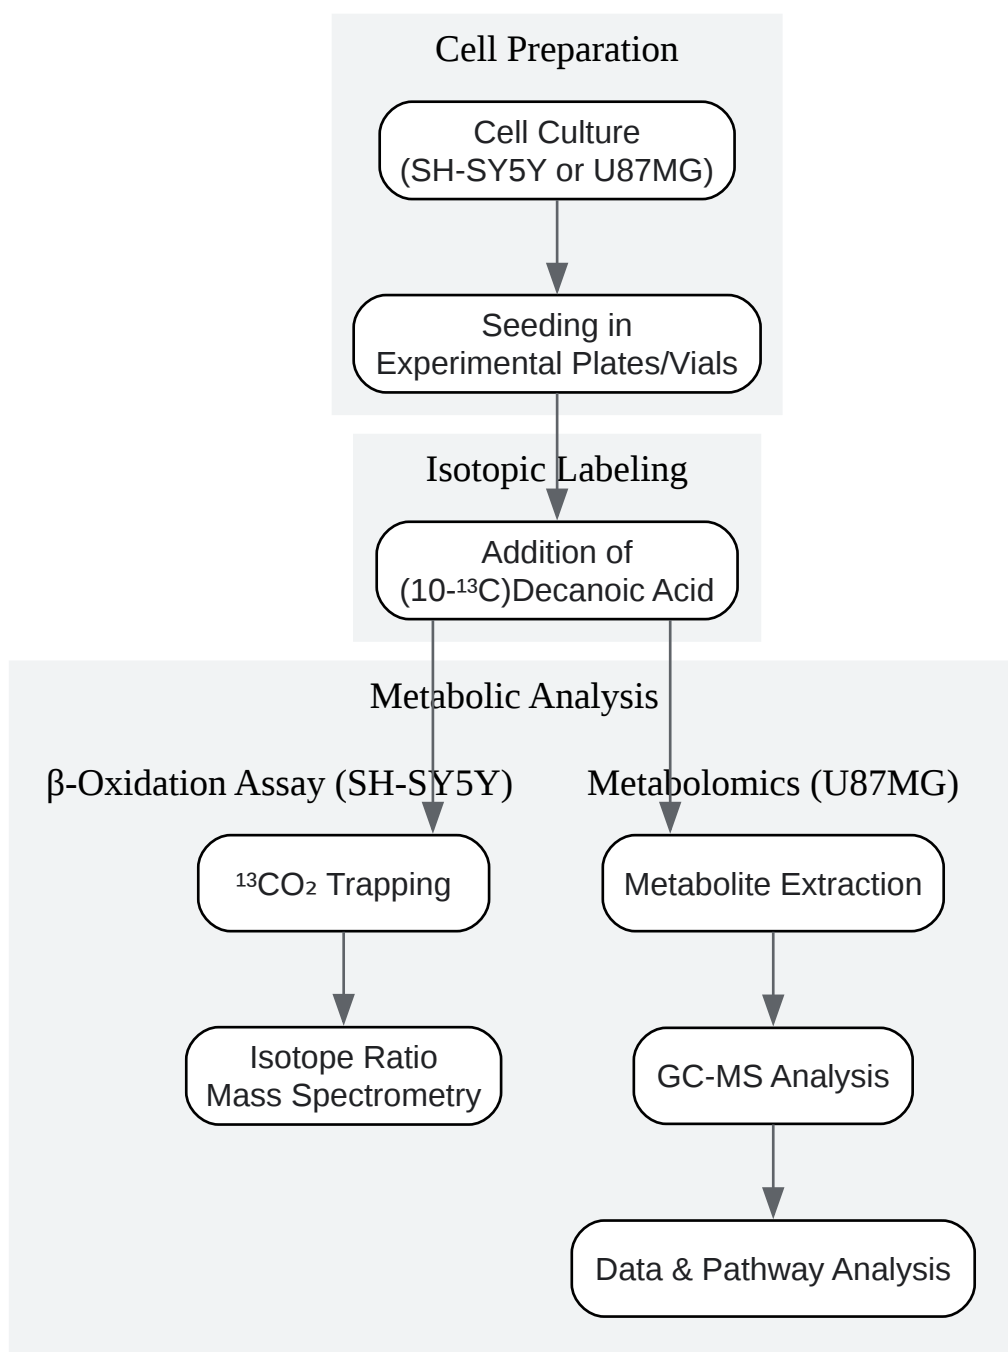 Cell Preparation
Cell Culture
(SH-SY5Y or U87MG)
Seeding in
Experimental Plates/Vials
Isotopic Labeling
Addition of
(10-¹³C)Decanoic Acid
Metabolic Analysis
β-Oxidation Assay (SH-SY5Y)
Metabolomics (U87MG)
¹³CO₂ Trapping
Metabolite Extraction
Isotope Ratio
Mass Spectrometry
GC-MS Analysis
Data & Pathway Analysis